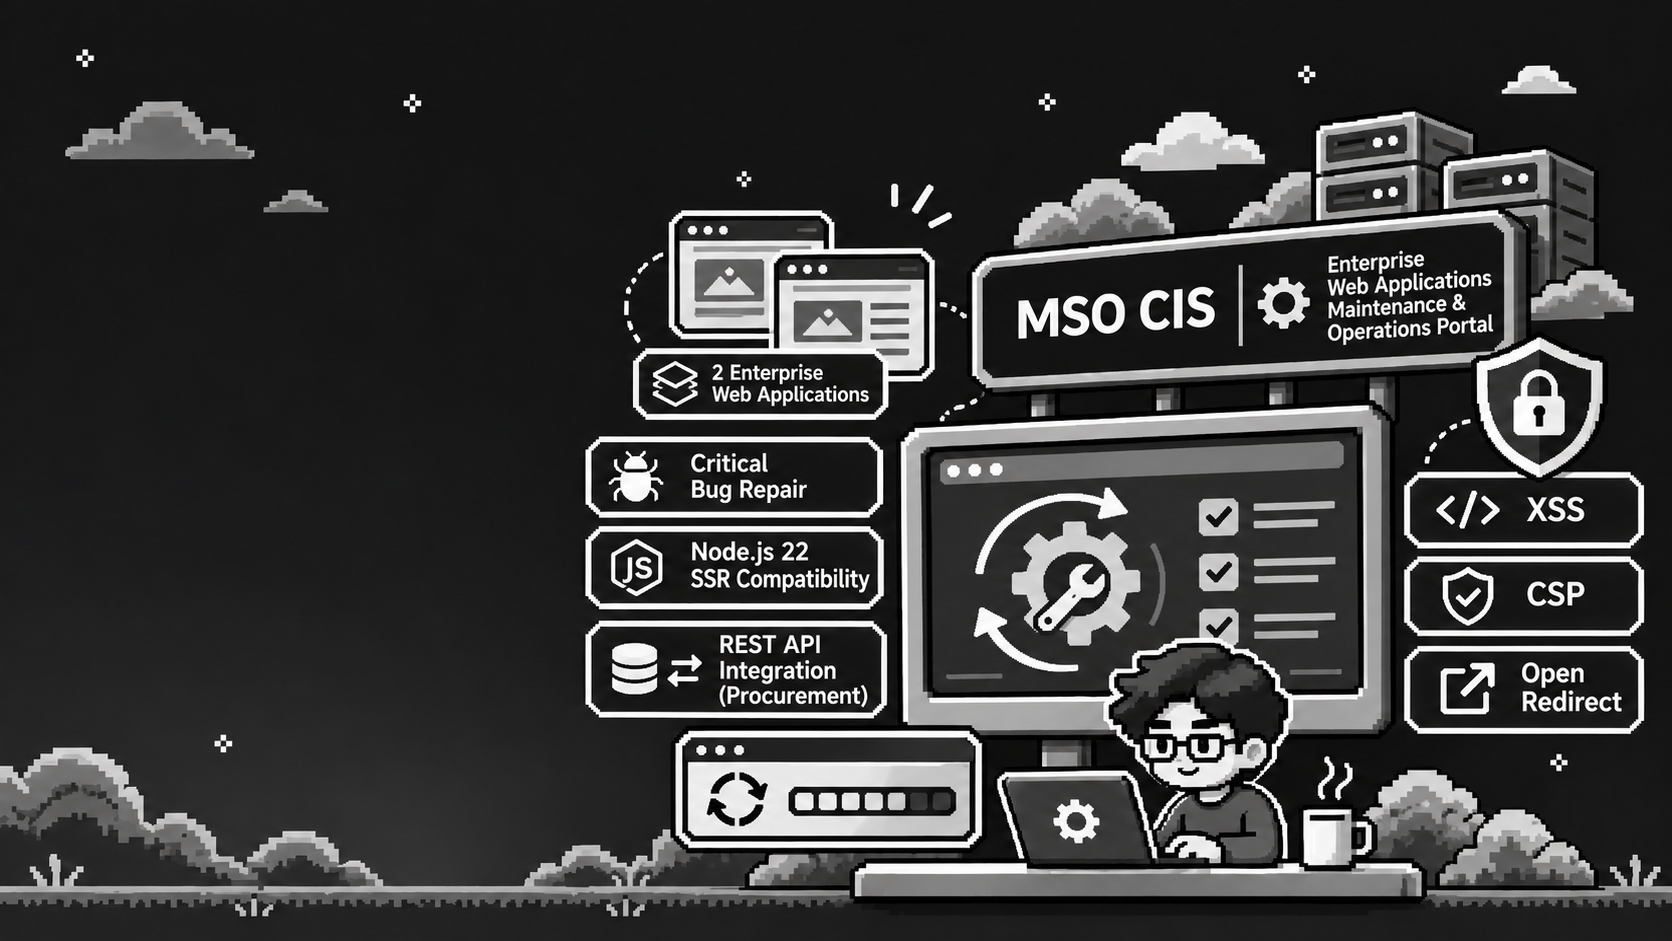 MSO CIS
Enterprise
Web Applications
Maintenance &
Operations Portal
2 Enterprise
Web Applications
Critical
Bug Repair
JS
Node.js 22
SSR Compatibility
REST API
Integration
(Procurement)
</> XSS
CSP
Open
Redirect